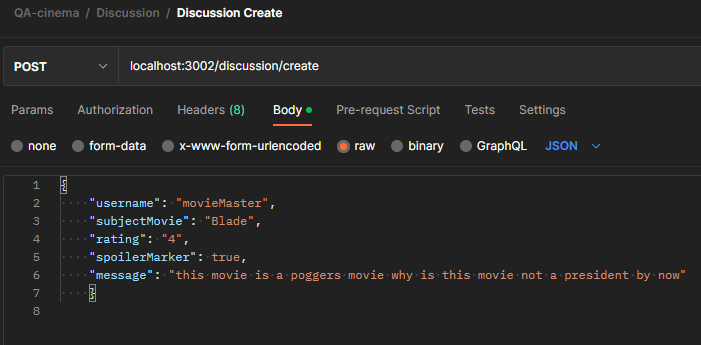 QA-cinema / Discussion / Discussion Create
POST localhost:3002/discussion/create
Params Authorization Headers (8) Body Pre-request Script Tests Settings
none form-data x-www-form-urlencoded raw binary GraphQL JSON
1 {
2 "username": "movieMaster",
3 "subjectMovie": "Blade",
4 "rating": "4",
5 "spoilerMarker": true,
6 "message": "this movie is a poggers movie why is this movie not a president by now"
7 }
8